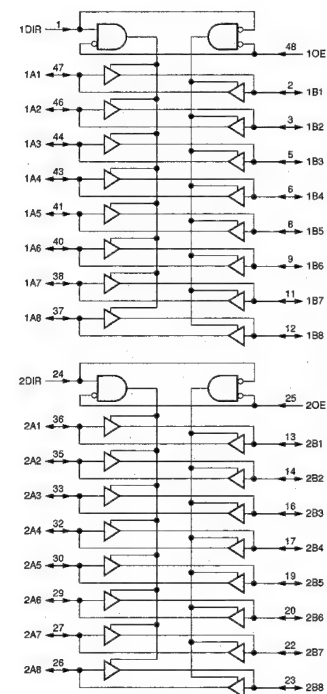 1DIR 1
48 1OE
1A1 47
2 1B1
1A2 46
3 1B2
1A3 44
5 1B3
1A4 43
6 1B4
1A5 41
8 1B5
1A6 40
9 1B6
1A7 38
11 1B7
1A8 37
12 1B8
2DIR 24
25 2OE
2A1 36
13 2B1
2A2 35
14 2B2
2A3 33
16 2B3
2A4 32
17 2B4
2A5 30
19 2B5
2A6 29
20 2B6
2A7 27
22 2B7
2A8 26
23 2B8